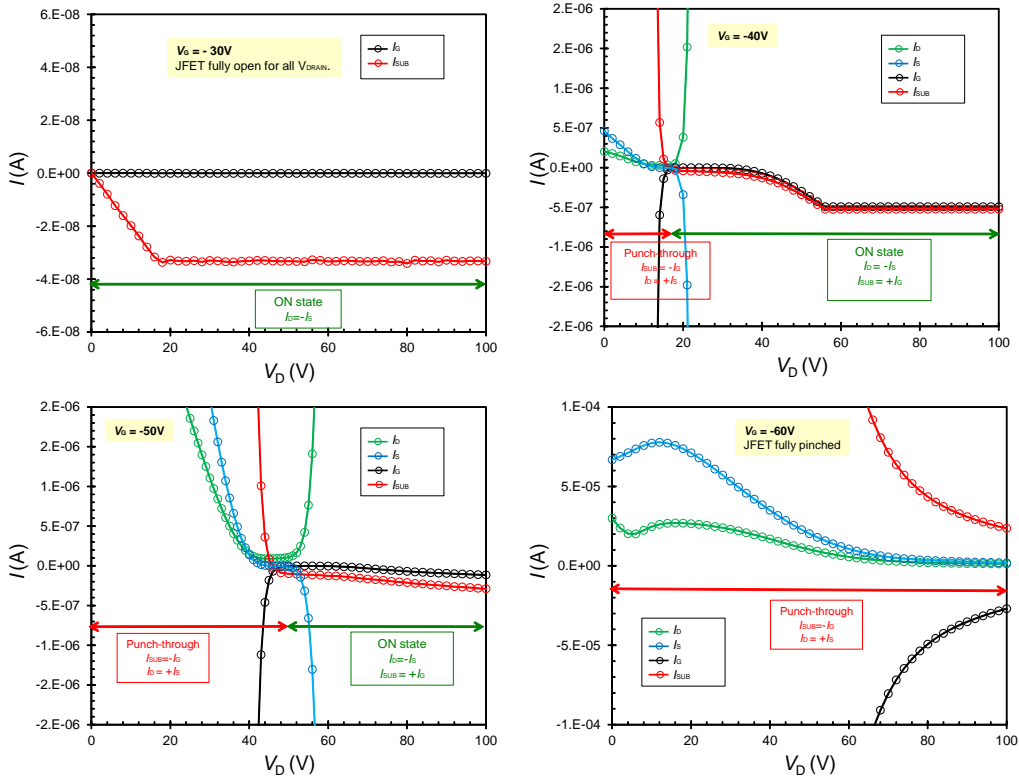 6.E-08
4.E-08
2.E-08
0.E+00
-2.E-08
-4.E-08
-6.E-08
I (A)
VG = - 30V
JFET fully open for all VDRAIN.
IG
ISUB
ON state
ID=-IS
0 20 40 60 80 100
VD (V)
2.E-06
2.E-06
1.E-06
5.E-07
0.E+00
-5.E-07
-1.E-06
-2.E-06
-2.E-06
I (A)
VG = -40V
ID
IS
IG
ISUB
Punch-through
ISUB = -IG
ID = +IS
ON state
ID = -IS
ISUB = +IG
0 20 40 60 80 100
VD (V)
2.E-06
2.E-06
1.E-06
5.E-07
0.E+00
-5.E-07
-1.E-06
-2.E-06
-2.E-06
I (A)
VG = -50V
ID
IS
IG
ISUB
Punch-through
ISUB=-IG
ID = +IS
ON state
ID=-IS
ISUB = +IG
0 20 40 60 80 100
VD (V)
1.E-04
5.E-05
0.E+00
-5.E-05
-1.E-04
I (A)
VG = -60V
JFET fully pinched
Punch-through
ISUB=-IG
ID = +IS
ID
IS
IG
ISUB
0 20 40 60 80 100
VD (V)